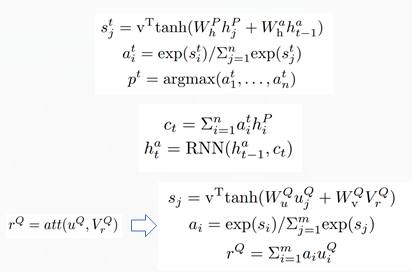 s_j^t = v^T tanh(W_h^P h_j^P + W_h^a h_{t-1}^a)
a_i^t = exp(s_i^t)/Σ_{j=1}^n exp(s_j^t)
p^t = argmax(a_1^t, . . . , a_n^t)
c_t = Σ_{i=1}^n a_i^t h_i^P
h_t^a = RNN(h_{t-1}^a, c_t)
s_j = v^T tanh(W_u^Q u_j^Q + W_v^Q V_r^Q)
r^Q = att(u^Q, V_r^Q)
a_i = exp(s_i)/Σ_{j=1}^m exp(s_j)
r^Q = Σ_{i=1}^m a_i u_i^Q